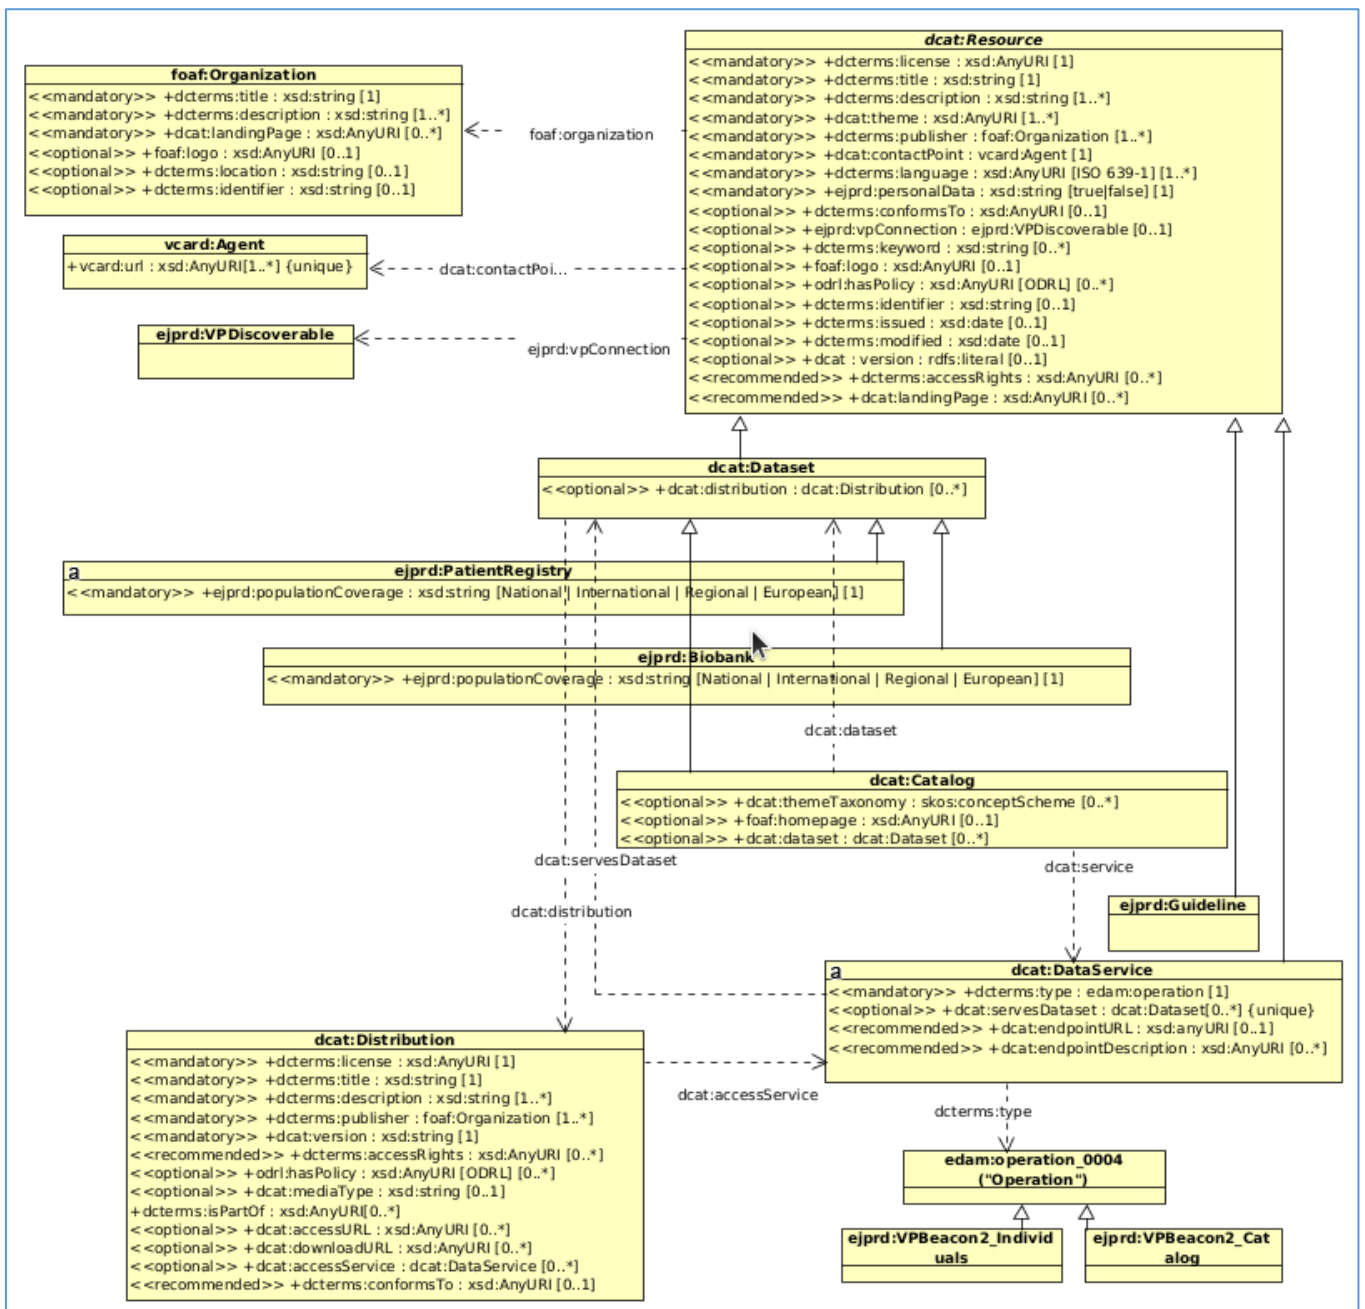 dcat:Resource
<<mandatory>> +dcterms:license : xsd:AnyURI [1]
<<mandatory>> +dcterms:title : xsd:string [1]
<<mandatory>> +dcterms:description : xsd:string [1..*]
<<mandatory>> +dcat:theme : xsd:AnyURI [1..*]
<<mandatory>> +dcterms:publisher : foaf:Organization [1..*]
<<mandatory>> +dcat:contactPoint : vcard:Agent [1]
<<mandatory>> +dcterms:language : xsd:AnyURI [ISO 639-1] [1..*]
<<mandatory>> +ejprd:personalData : xsd:string [true|false] [1]
<<optional>> +dcterms:conformsTo : xsd:AnyURI [0..1]
<<optional>> +ejprd:vpConnection : ejprd:VPDiscoverable [0..1]
<<optional>> +dcterms:keyword : xsd:string [0..*]
<<optional>> +foaf:logo : xsd:AnyURI [0..1]
<<optional>> +odrl:hasPolicy : xsd:AnyURI [ODRL] [0..*]
<<optional>> +dcterms:identifier : xsd:string [0..1]
<<optional>> +dcterms:issued : xsd:date [0..1]
<<optional>> +dcterms:modified : xsd:date [0..1]
<<optional>> +dcat : version : rdfs:literal [0..1]
<<recommended>> +dcterms:accessRights : xsd:AnyURI [0..*]
<<recommended>> +dcat:landingPage : xsd:AnyURI [0..*]
foaf:Organization
<<mandatory>> +dcterms:title : xsd:string [1]
<<mandatory>> +dcterms:description : xsd:string [1..*]
<<mandatory>> +dcat:landingPage : xsd:AnyURI [0..*]
<<optional>> +foaf:logo : xsd:AnyURI [0..1]
<<optional>> +dcterms:location : xsd:string [0..1]
<<optional>> +dcterms:identifier : xsd:string [0..1]
foaf:organization
vcard:Agent
+vcard:url : xsd:AnyURI[1..*] {unique}
dcat:contactPoi...
ejprd:VPDiscoverable
ejprd:vpConnection
dcat:Dataset
<<optional>> +dcat:distribution : dcat:Distribution [0..*]
a
ejprd:PatientRegistry
<<mandatory>> +ejprd:populationCoverage : xsd:string [National | International | Regional | European] [1]
ejprd:Biobank
<<mandatory>> +ejprd:populationCoverage : xsd:string [National | International | Regional | European] [1]
dcat:dataset
dcat:Catalog
<<optional>> +dcat:themeTaxonomy : skos:conceptScheme [0..*]
<<optional>> +foaf:homepage : xsd:AnyURI [0..1]
<<optional>> +dcat:dataset : dcat:Dataset [0..*]
dcat:servesDataset
dcat:service
dcat:distribution
ejprd:Guideline
a
dcat:DataService
<<mandatory>> +dcterms:type : edam:operation [1]
<<optional>> +dcat:servesDataset : dcat:Dataset[0..*] {unique}
<<recommended>> +dcat:endpointURL : xsd:anyURI [0..1]
<<recommended>> +dcat:endpointDescription : xsd:AnyURI [0..*]
dcat:Distribution
<<mandatory>> +dcterms:license : xsd:AnyURI [1]
<<mandatory>> +dcterms:title : xsd:string [1]
<<mandatory>> +dcterms:description : xsd:string [1..*]
<<mandatory>> +dcterms:publisher : foaf:Organization [1..*]
<<mandatory>> +dcat:version : xsd:string [1]
<<recommended>> +dcterms:accessRights : xsd:AnyURI [0..*]
<<optional>> +odrl:hasPolicy : xsd:AnyURI [ODRL] [0..*]
<<optional>> +dcat:mediaType : xsd:string [0..1]
+dcterms:isPartOf : xsd:AnyURI[0..*]
<<optional>> +dcat:accessURL : xsd:AnyURI [0..*]
<<optional>> +dcat:downloadURL : xsd:AnyURI [0..*]
<<optional>> +dcat:accessService : dcat:DataService [0..*]
<<recommended>> +dcterms:conformsTo : xsd:AnyURI [0..1]
dcat:accessService
dcterms:type
edam:operation_0004
("Operation")
ejprd:VPBeacon2_Individ
uals
ejprd:VPBeacon2_Cat
alog